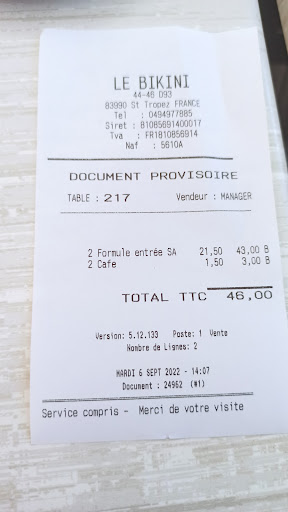 LE BIKINI
44-46 D93
83990 St Tropez FRANCE
Tel : 0494977885
Siret : 81085691400017
Tva : FR1810856914
Naf : 5610A
DOCUMENT PROVISOIRE
TABLE : 217 Vendeur : MANAGER
2 Formule entrée SA 21,50 43,00 B
2 Cafe 1,50 3,00 B
TOTAL TTC 46,00
Version: 5.12.133 Poste: 1 Vente
Nombre de Lignes: 2
MARDI 6 SEPT 2022 - 14:07
Document : 24962 (W1)
Service compris - Merci de votre visite